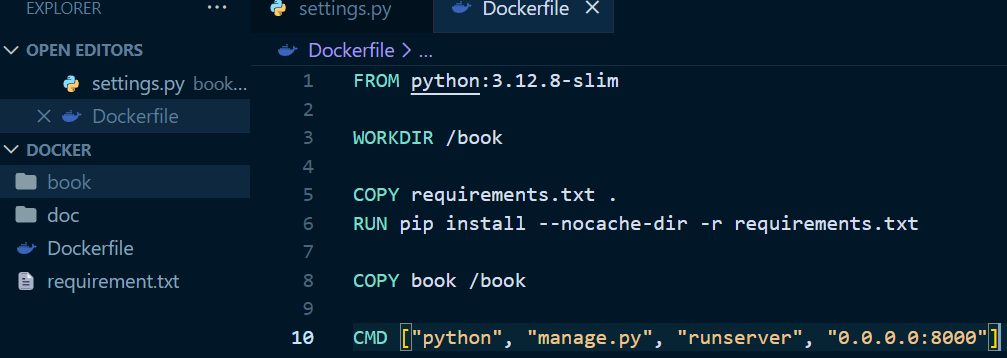 EXPLORER ...
OPEN EDITORS
settings.py book...
Dockerfile
DOCKER
book
doc
Dockerfile
requirement.txt
settings.py Dockerfile
Dockerfile > ...
1 FROM python:3.12.8-slim
2
3 WORKDIR /book
4
5 COPY requirements.txt .
6 RUN pip install --nocache-dir -r requirements.txt
7
8 COPY book /book
9
10 CMD ["python", "manage.py", "runserver", "0.0.0.0:8000"]